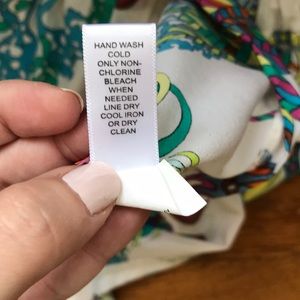 HAND WASH
COLD
ONLY NON-
CHLORINE
BLEACH
WHEN
NEEDED
LINE DRY
COOL IRON
OR DRY
CLEAN